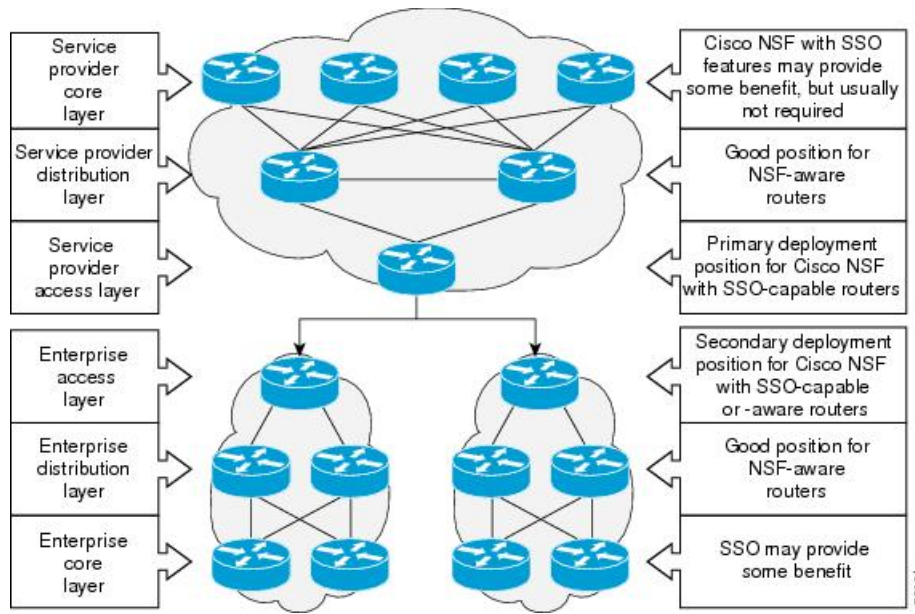 Service
provider
core
layer
Cisco NSF with SSO
features may provide
some benefit, but usually
not required
Service provider
distribution
layer
Good position for
NSF-aware
routers
Service
provider
access layer
Primary deployment
position for Cisco NSF
with SSO-capable routers
Enterprise
access
layer
Secondary deployment
position for Cisco NSF
with SSO-capable
or -aware routers
Enterprise
distribution
layer
Good position for
NSF-aware
routers
Enterprise
core
layer
SSO may provide
some benefit